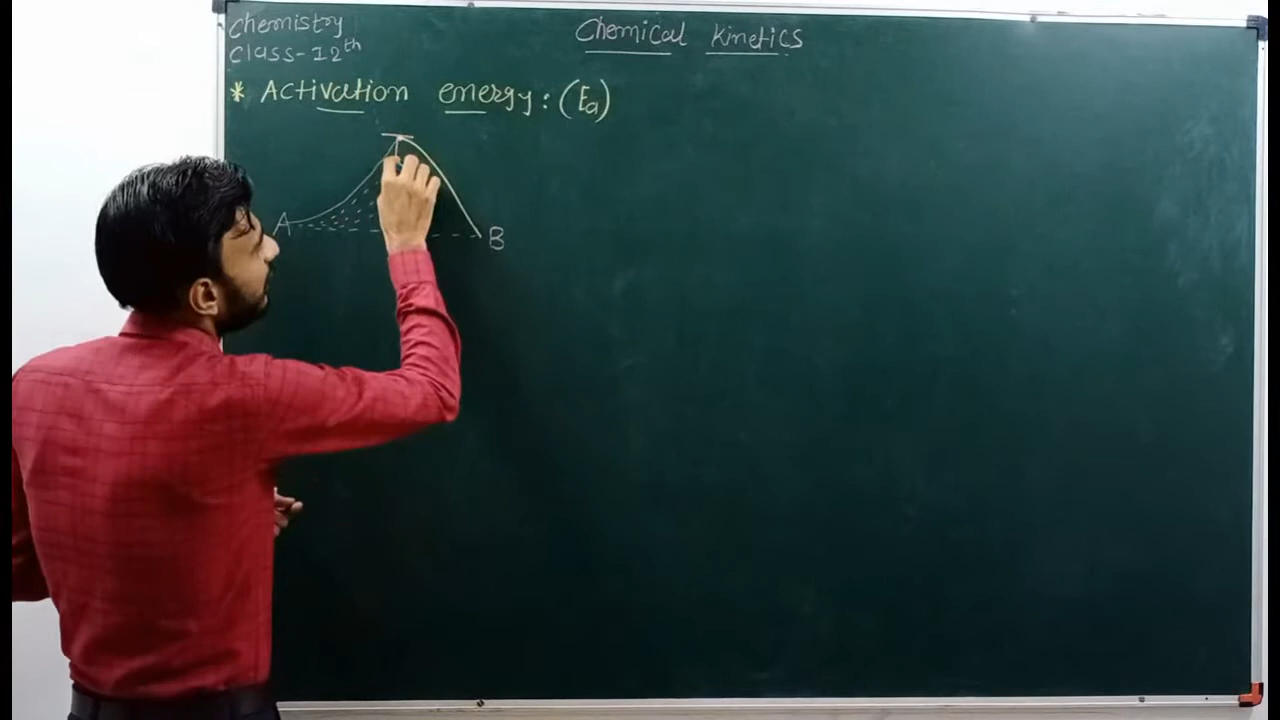 Chemistry
Class-12th
Chemical Kinetics
* Activation energy: (Ea)
A
B